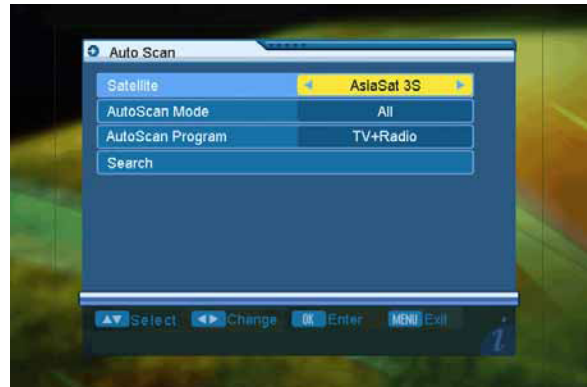 Auto Scan
Satellite AsiaSat 3S
AutoScan Mode All
AutoScan Program TV+Radio
Search
Select Change OK Enter MENU Exit